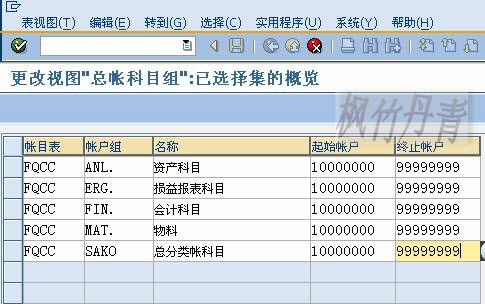 表视图(T) 编辑(E) 转到(G) 选择(C) 实用程序(U) 系统(Y) 帮助(H)
更改视图"总帐科目组":已选择集的概览
枫竹丹青
帐目表 帐户组 名称 起始帐户 终止帐户
FQCC ANL. 资产科目 10000000 99999999
FQCC ERG. 损益报表科目 10000000 99999999
FQCC FIN. 会计科目 10000000 99999999
FQCC MAT. 物料 10000000 99999999
FQCC SAKO 总分类帐科目 10000000 99999999